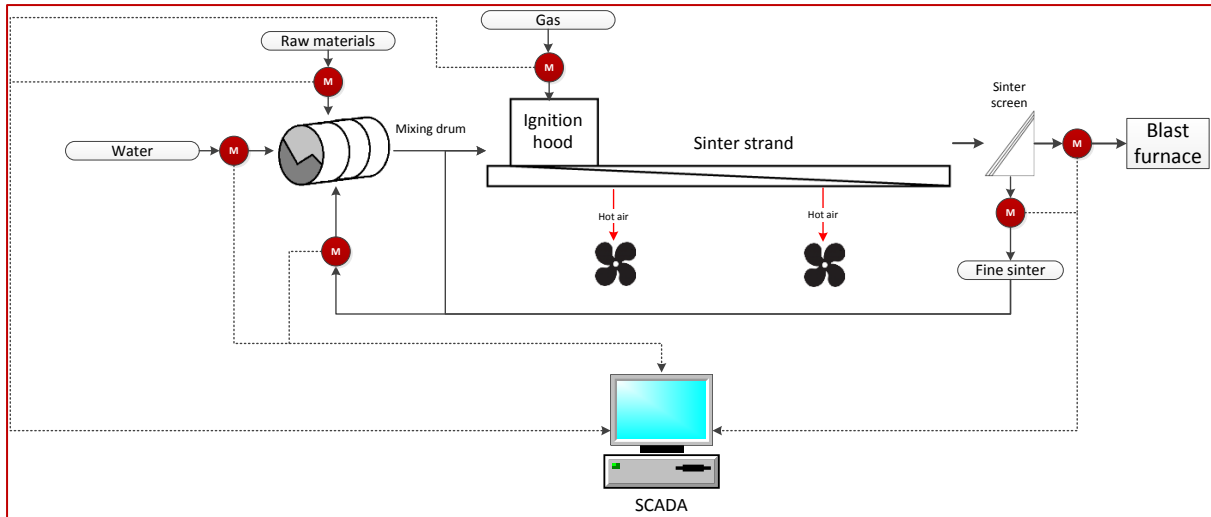 Gas
Raw materials
M
M
Sinter
screen
Ignition
hood
Mixing drum
Sinter strand
Water
M
M
Blast
furnace
M
Hot air
Hot air
M
Fine sinter
SCADA